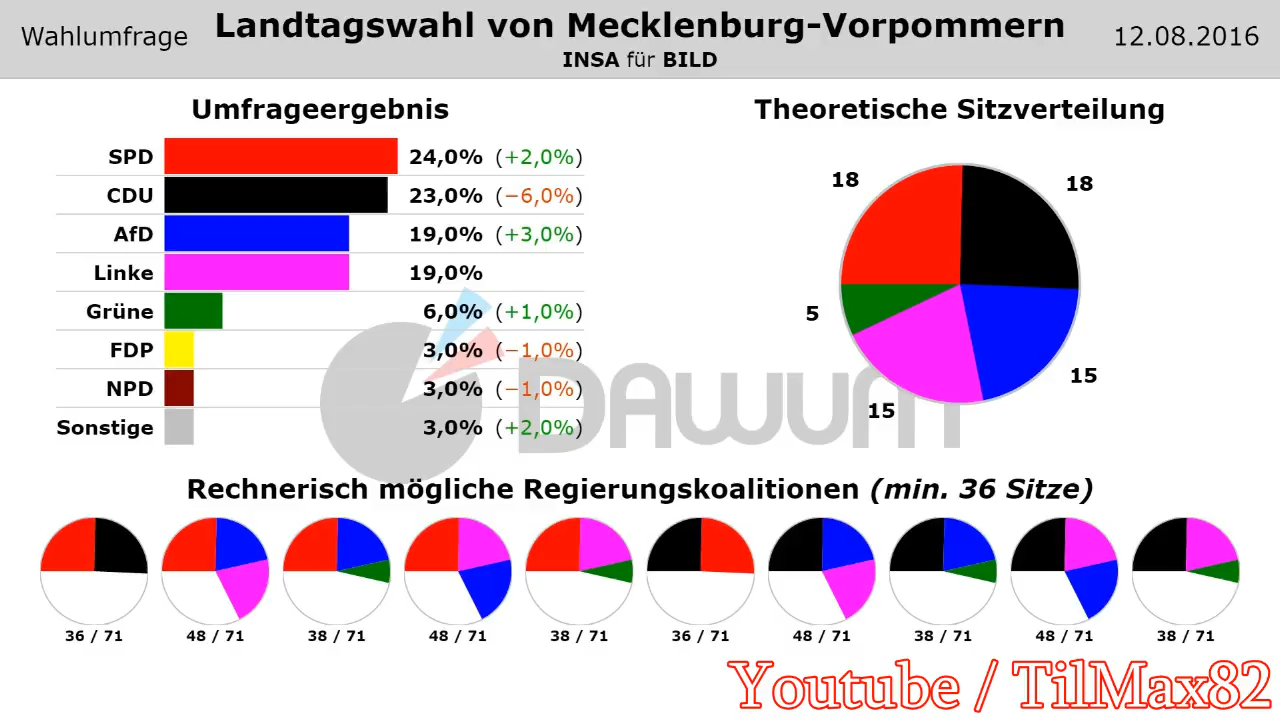 Wahlumfrage
Landtagswahl von Mecklenburg-Vorpommern
12.08.2016
INSA für BILD
Umfrageergebnis
Theoretische Sitzverteilung
SPD 24,0% (+2,0%)
CDU 23,0% (−6,0%)
AfD 19,0% (+3,0%)
Linke 19,0%
Grüne 6,0% (+1,0%)
FDP 3,0% (−1,0%)
NPD 3,0% (−1,0%)
Sonstige 3,0% (+2,0%)
DAWUM
18
18
5
15
15
Rechnerisch mögliche Regierungskoalitionen (min. 36 Sitze)
36 / 71 48 / 71 38 / 71 48 / 71 38 / 71 36 / 71 48 / 71 38 / 71 48 / 71 38 / 71
Youtube / TilMax82